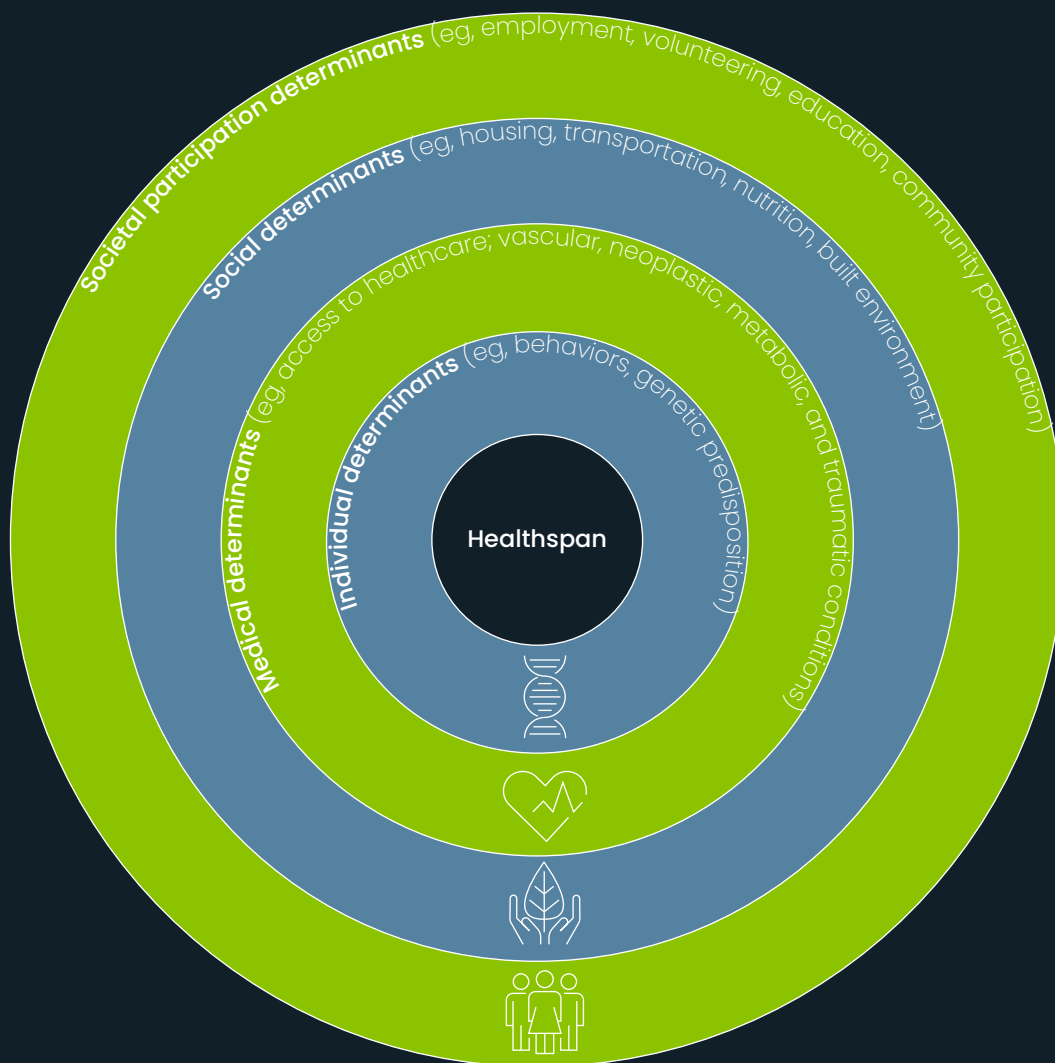 Societal participation determinants (eg, employment, volunteering, education, community participation)
Social determinants (eg, housing, transportation, nutrition, built environment)
Medical determinants (eg, access to healthcare; vascular, neoplastic, metabolic, and traumatic conditions)
Individual determinants (eg, behaviors, genetic predisposition)
Healthspan